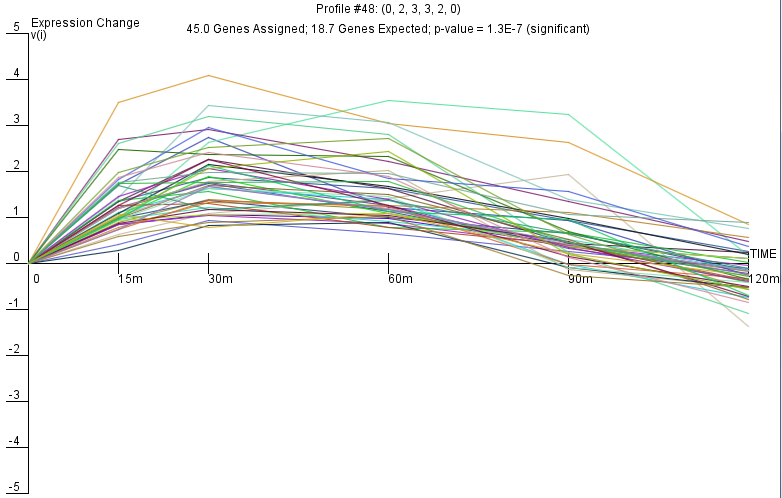 Profile #48: (0, 2, 3, 3, 2, 0)
Expression Change
v(i)
45.0 Genes Assigned; 18.7 Genes Expected; p-value = 1.3E-7 (significant)
5
4
3
2
1
0
TIME
0 15m 30m 60m 90m 120m
-1
-2
-3
-4
-5